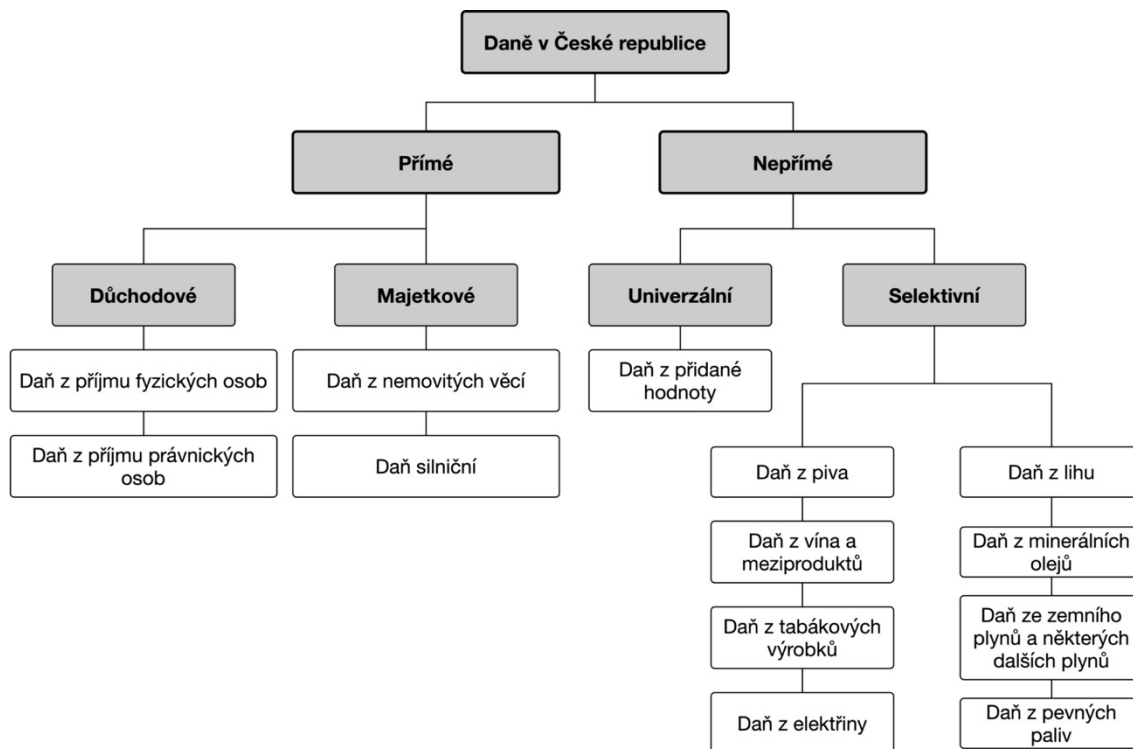 Daně v České republice
Přímé
Nepřímé
Důchodové
Majetkové
Univerzální
Selektivní
Daň z příjmu fyzických osob
Daň z nemovitých věcí
Daň z přidané
hodnoty
Daň z příjmu právnických
osob
Daň silniční
Daň z piva
Daň z lihu
Daň z vína a
meziproduktů
Daň z minerálních
olejů
Daň z tabákových
výrobků
Daň ze zemního
plynů a některých
dalších plynů
Daň z elektřiny
Daň z pevných
paliv